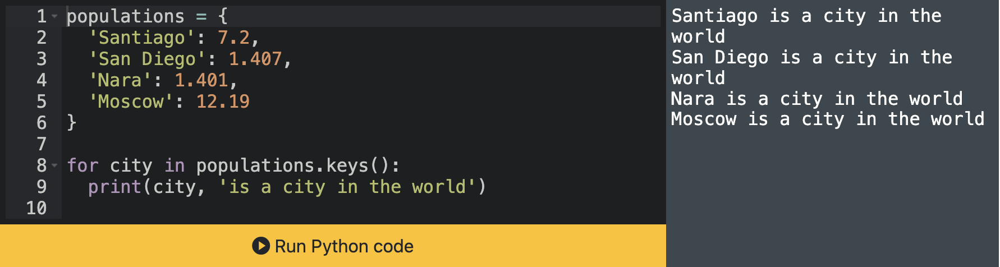 1 populations = {
2   'Santiago': 7.2,
3   'San Diego': 1.407,
4   'Nara': 1.401,
5   'Moscow': 12.19
6 }
7
8 for city in populations.keys():
9   print(city, 'is a city in the world')
10
Run Python code
Santiago is a city in the
world
San Diego is a city in the
world
Nara is a city in the world
Moscow is a city in the world